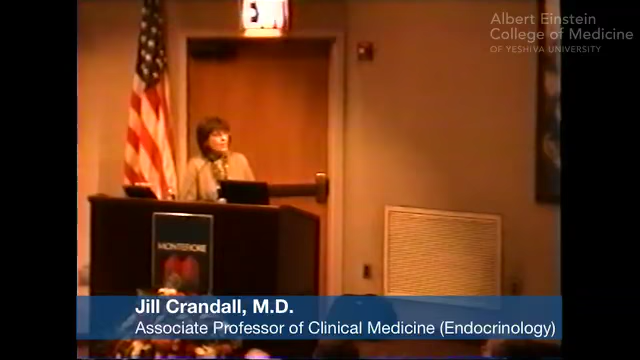 Albert Einstein
College of Medicine
OF YESHIVA UNIVERSITY
MONTEFIORE
Jill Crandall, M.D.
Associate Professor of Clinical Medicine (Endocrinology)